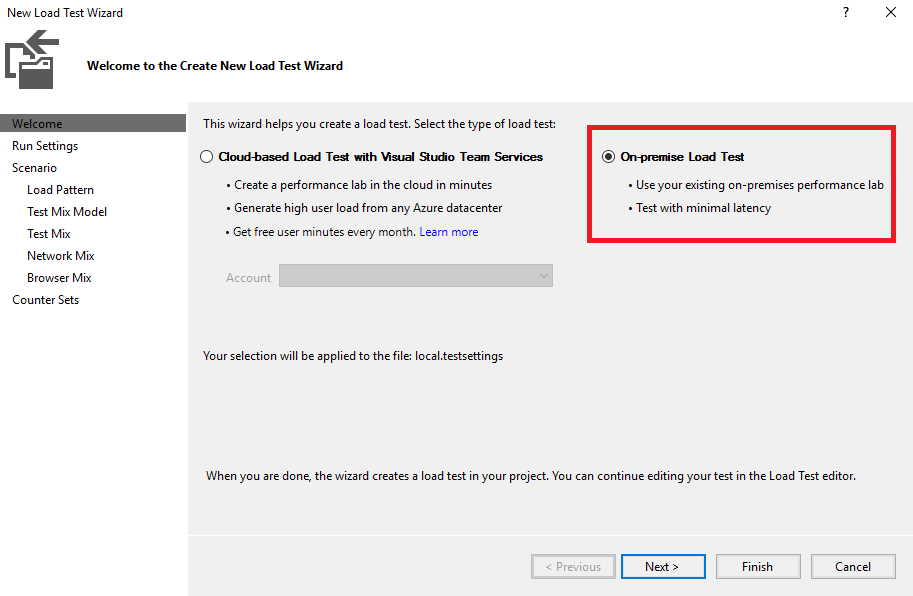 New Load Test Wizard
?
Welcome to the Create New Load Test Wizard
Welcome
Run Settings
Scenario
Load Pattern
Test Mix Model
Test Mix
Network Mix
Browser Mix
Counter Sets
This wizard helps you create a load test. Select the type of load test:
Cloud-based Load Test with Visual Studio Team Services
• Create a performance lab in the cloud in minutes
• Generate high user load from any Azure datacenter
• Get free user minutes every month. Learn more
Account
On-premise Load Test
• Use your existing on-premises performance lab
• Test with minimal latency
Your selection will be applied to the file: local.testsettings
When you are done, the wizard creates a load test in your project. You can continue editing your test in the Load Test editor.
< Previous
Next >
Finish
Cancel